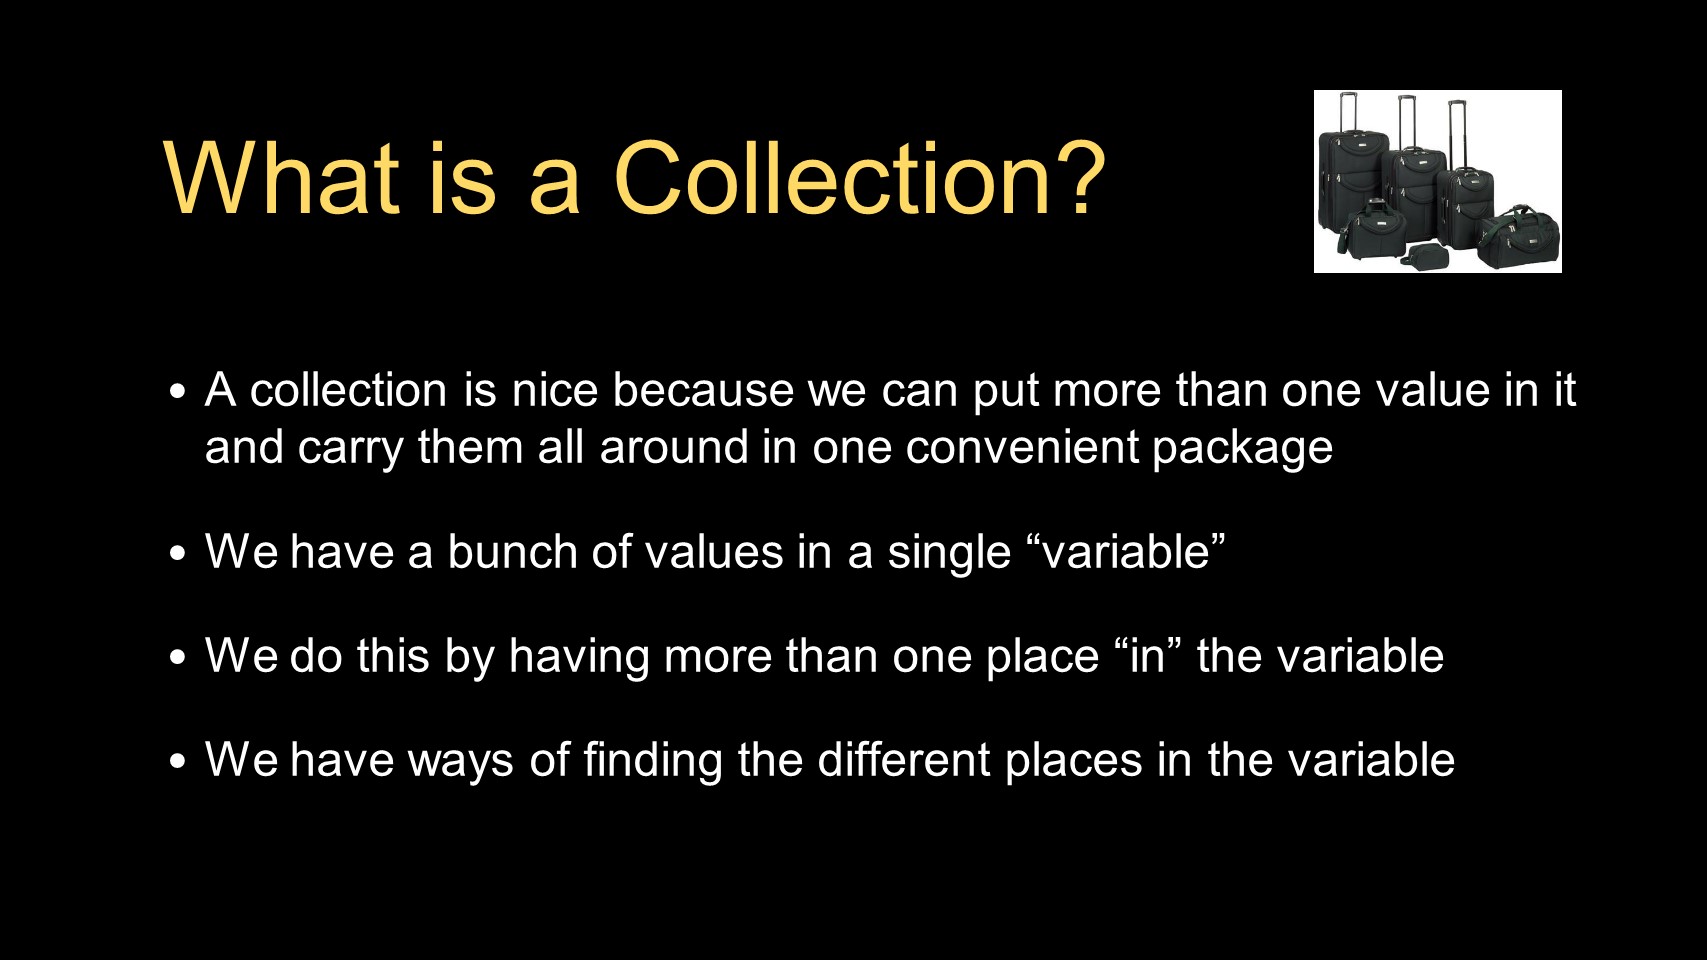 What is a Collection?
• A collection is nice because we can put more than one value in it
and carry them all around in one convenient package
• We have a bunch of values in a single “variable”
• We do this by having more than one place “in” the variable
• We have ways of finding the different places in the variable